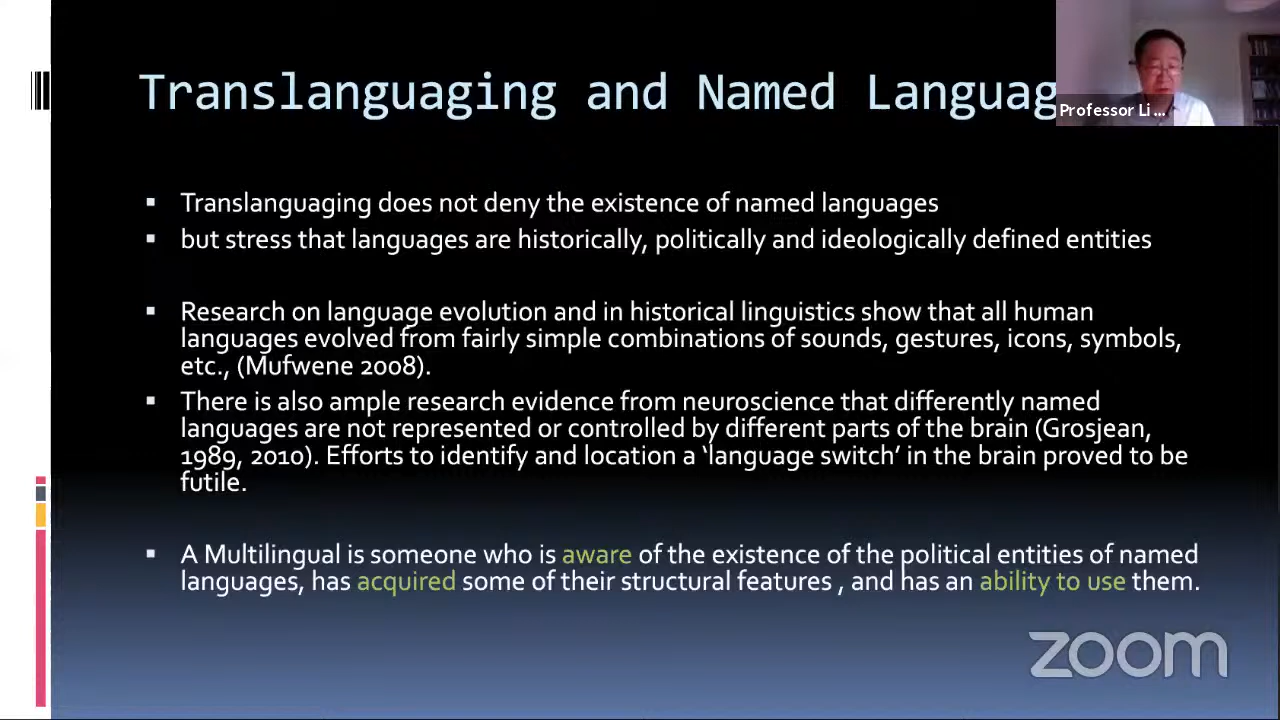 Translanguaging and Named Languag
Professor Li ...
Translanguaging does not deny the existence of named languages
but stress that languages are historically, politically and ideologically defined entities
Research on language evolution and in historical linguistics show that all human
languages evolved from fairly simple combinations of sounds, gestures, icons, symbols,
etc., (Mufwene 2008).
There is also ample research evidence from neuroscience that differently named
languages are not represented or controlled by different parts of the brain (Grosjean,
1989, 2010). Efforts to identify and location a ‘language switch’ in the brain proved to be
futile.
A Multilingual is someone who is aware of the existence of the political entities of named
languages, has acquired some of their structural features , and has an ability to use them.
zoom